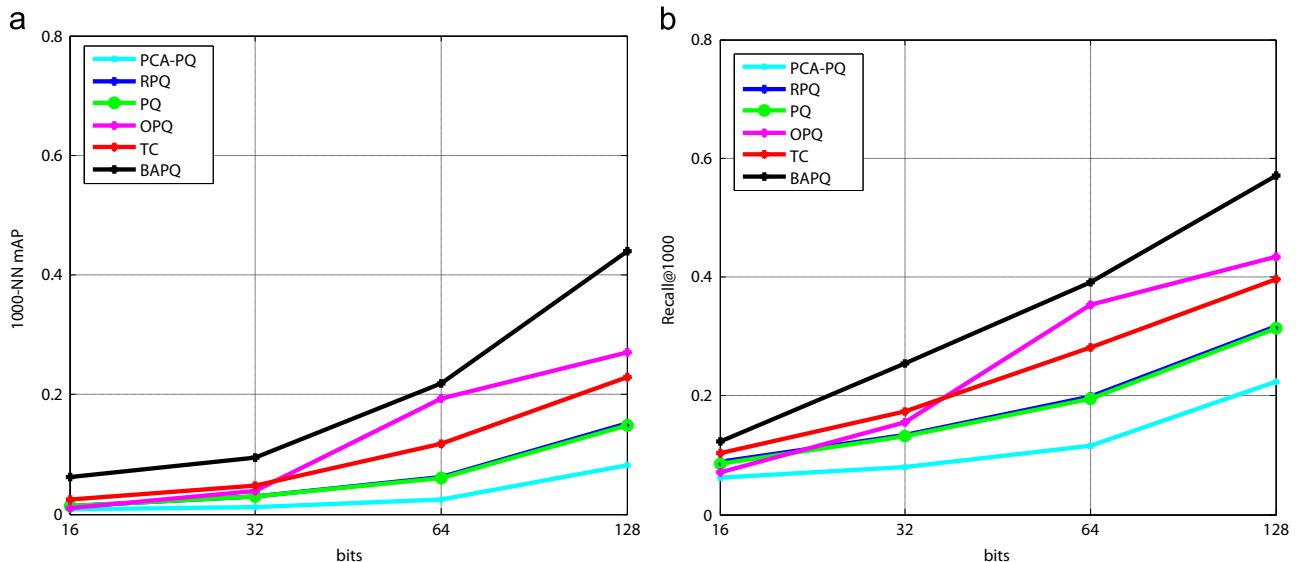 a
0.8
0.6
0.4
0.2
0
1000-NN mAP
PCA-PQ
RPQ
PQ
OPQ
TC
BAPQ
16
32
64
128
bits
b
0.8
0.6
0.4
0.2
0
Recall@1000
PCA-PQ
RPQ
PQ
OPQ
TC
BAPQ
16
32
64
128
bits